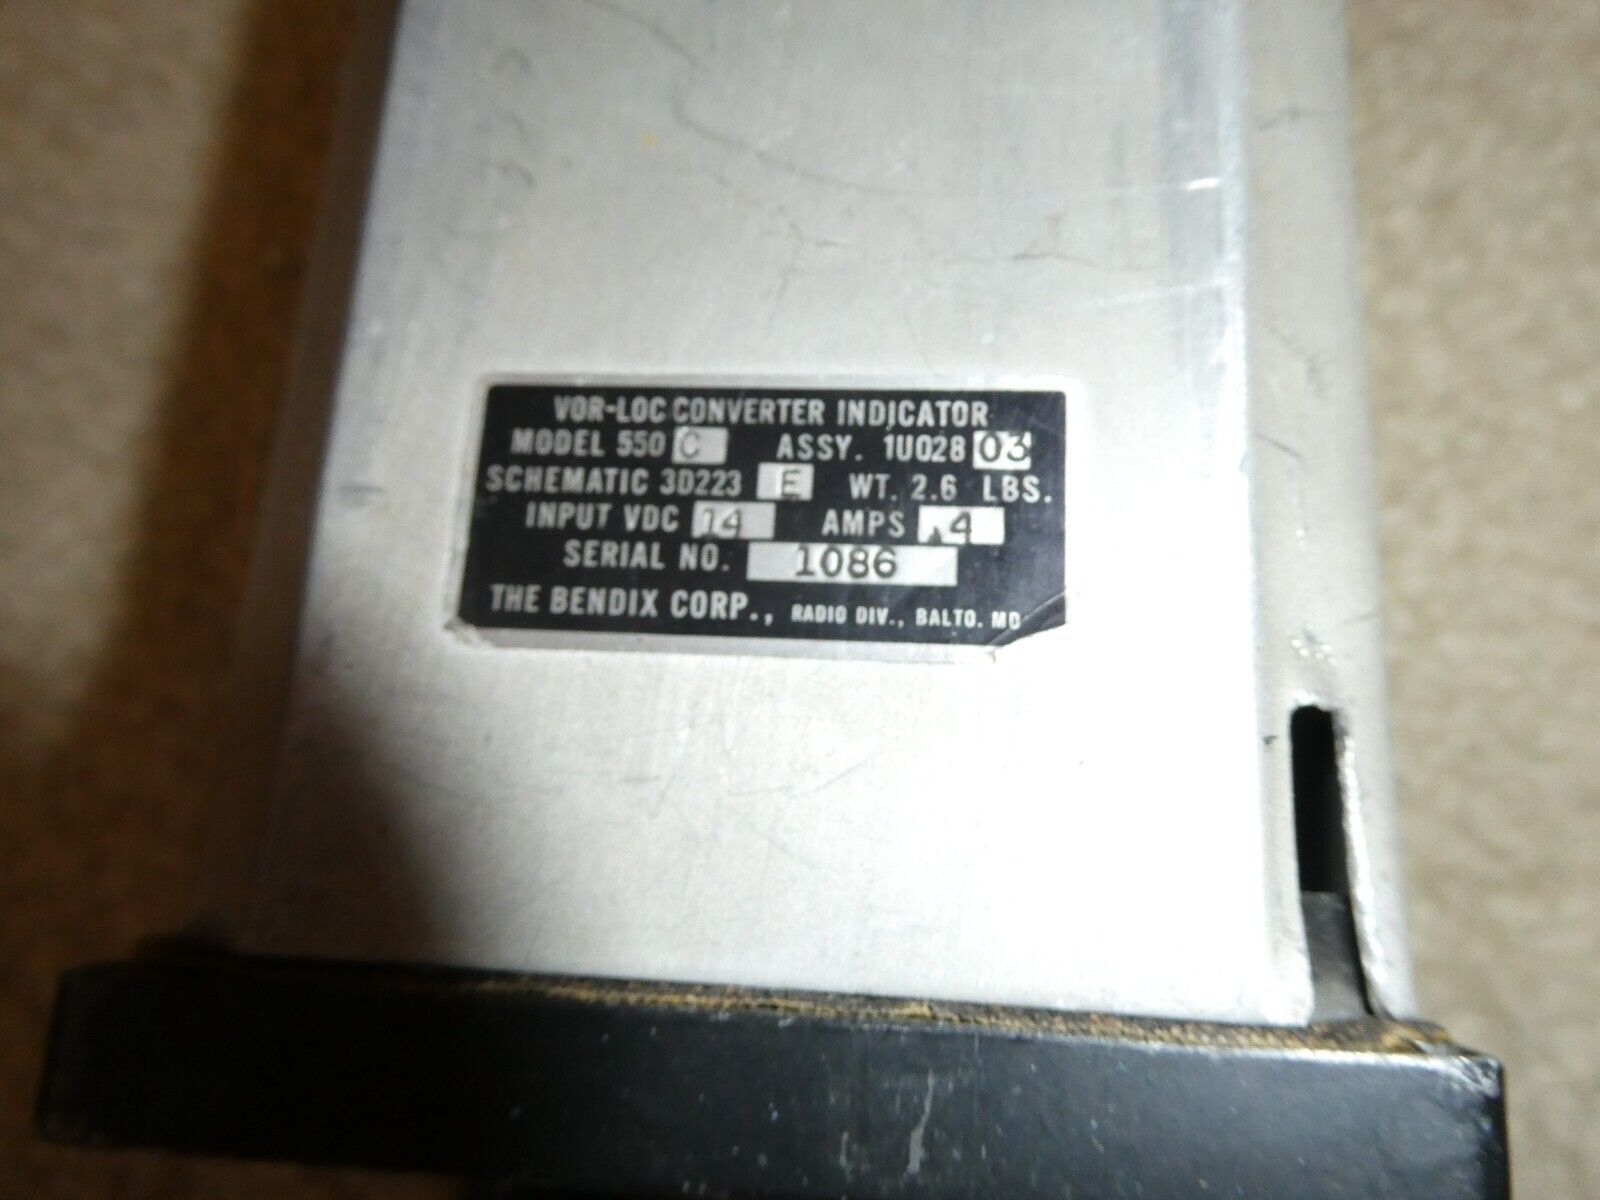 VOR-LOC CONVERTER INDICATOR
MODEL 550 C ASSY. 1U028 03
SCHEMATIC 3D223 E WT. 2.6 LBS.
INPUT VDC 14 AMPS .4
SERIAL NO. 1086
THE BENDIX CORP., RADIO DIV., BALTO. MD